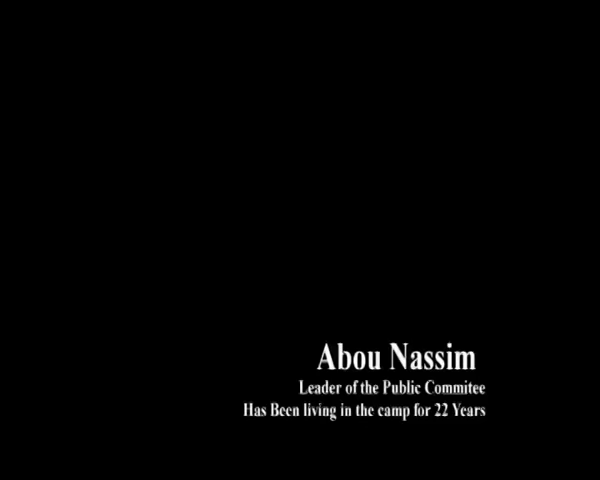 Abou Nassim
Leader of the Public Commitee
Has Been living in the camp for 22 Years